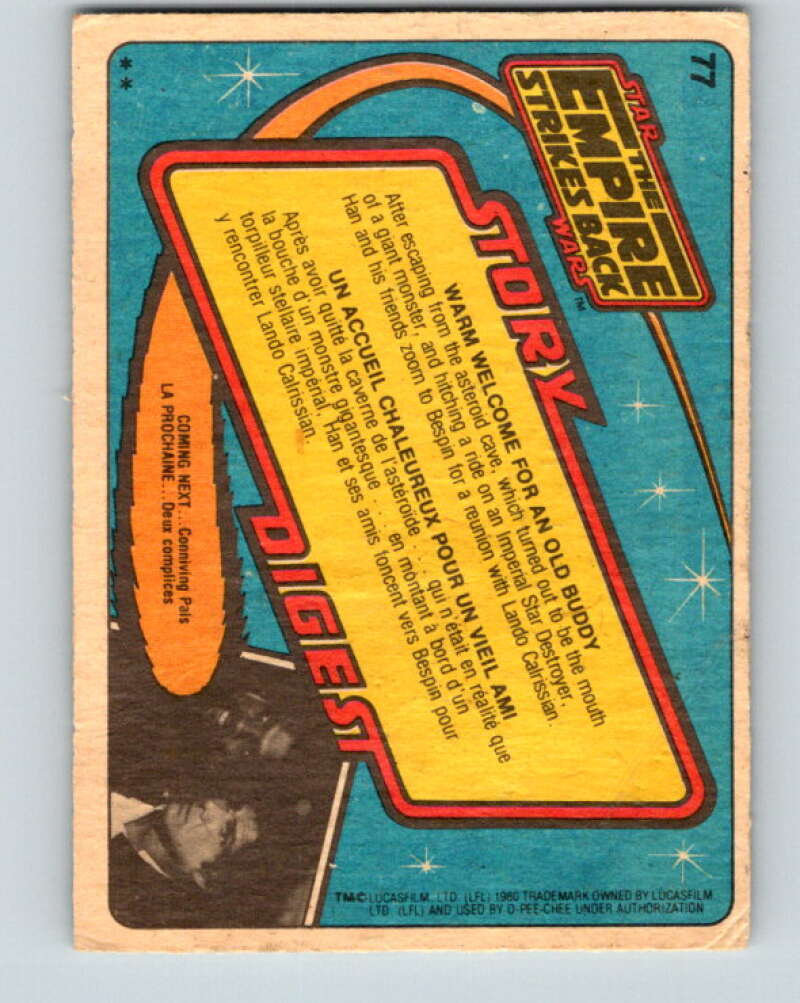 77
STAR
THE
EMPIRE
STRIKES BACK
WARS™
STORY
WARM WELCOME FOR AN OLD BUDDY
After escaping from the asteroid cave, which turned out to be the mouth
of a giant monster, and hitching a ride on an Imperial Star Destroyer,
Han and his friends zoom to Bespin for a reunion with Lando Calrissian.
UN ACCUEIL CHALEUREUX POUR UN VIEIL AMI
Après avoir quitté la caverne de l'astéroïde . . . qui n'était en réalité que
la bouche d'un monstre gigantesque . . . en montant à bord d'un
torpilleur stellaire impérial, Han et ses amis foncent vers Bespin pour
y rencontrer Lando Calrissian.
DIGEST
COMING NEXT... Conniving Pals
LA PROCHAINE... Deux complices
**
TM© LUCASFILM, LTD. (LFL) 1980 TRADEMARK OWNED BY LUCASFILM
LTD. (LFL) AND USED BY O-PEE-CHEE UNDER AUTHORIZATION